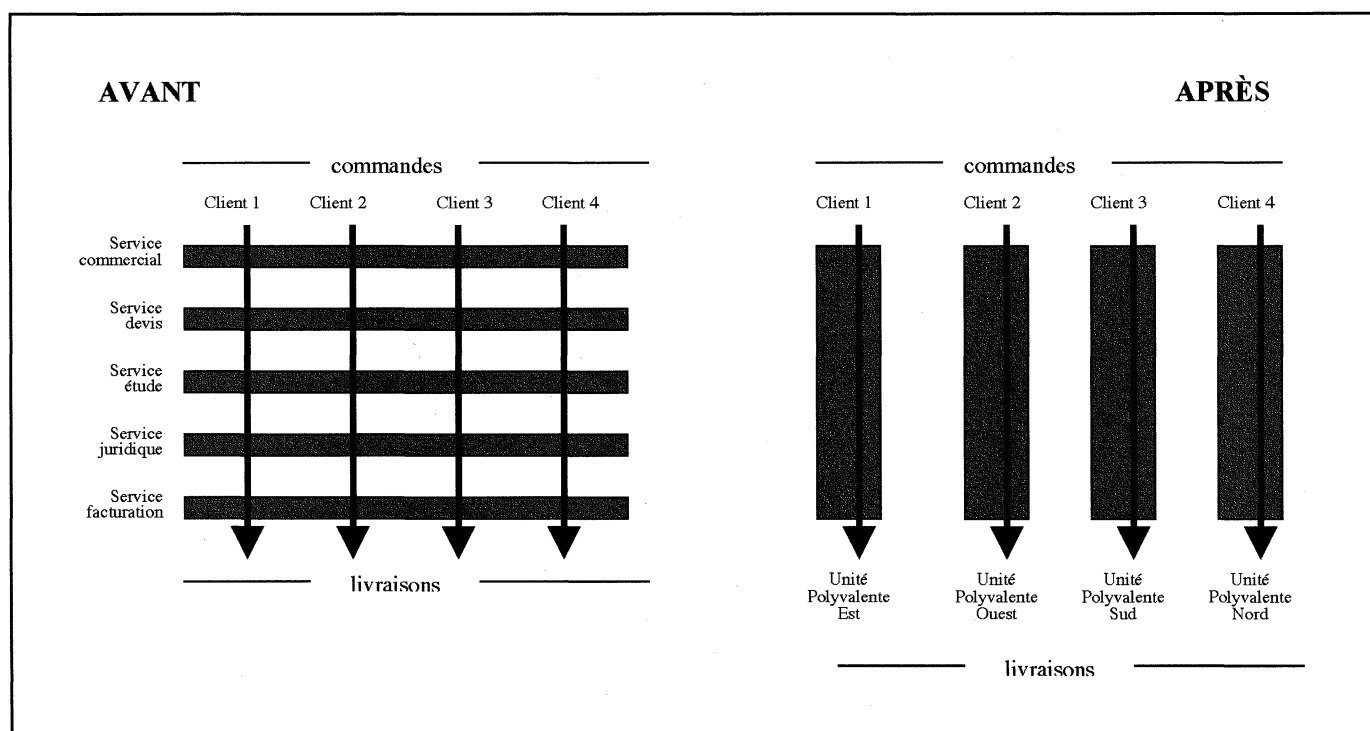 AVANT
commandes
Client 1 Client 2 Client 3 Client 4
Service
commercial
Service
devis
Service
étude
Service
juridique
Service
facturation
livraisons
APRÈS
commandes
Client 1 Client 2 Client 3 Client 4
Unité
Polyvalente
Est
Unité
Polyvalente
Ouest
Unité
Polyvalente
Sud
Unité
Polyvalente
Nord
livraisons